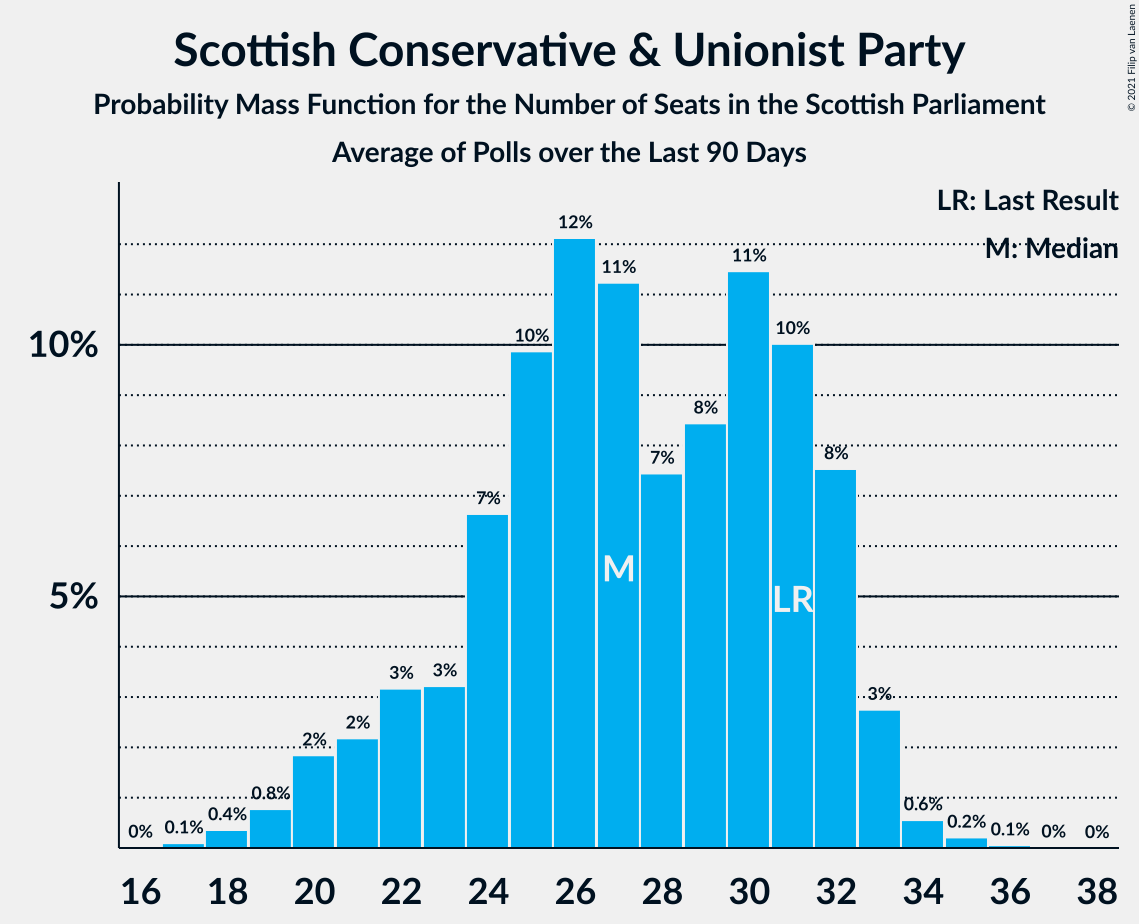 Scottish Conservative & Unionist Party
Probability Mass Function for the Number of Seats in the Scottish Parliament
Average of Polls over the Last 90 Days
© 2021 Filip van Laenen
LR: Last Result
M: Median
10%
5%
0%
0.1%
0.4%
0.8%
2%
2%
3%
3%
7%
10%
12%
11%
7%
8%
11%
10%
8%
3%
0.6%
0.2%
0.1%
0%
0%
M
LR
16 18 20 22 24 26 28 30 32 34 36 38